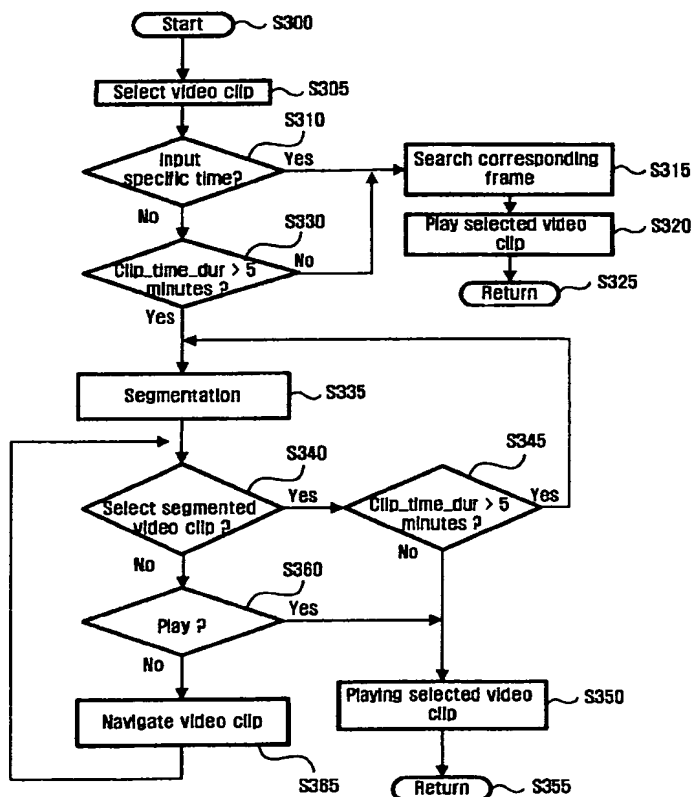 Start
S300
Select video clip
S305
S310
Input
specific time?
Yes
No
Search corresponding
frame
S315
Play selected video
clip
S320
Return
S325
S330
Clip_time_dur > 5
minutes ?
No
Yes
Segmentation
S335
S340
Select segmented
video clip ?
Yes
No
S345
Clip_time_dur > 5
minutes ?
Yes
No
S360
Play ?
Yes
No
Navigate video clip
S365
Playing selected video
clip
S350
Return
S355